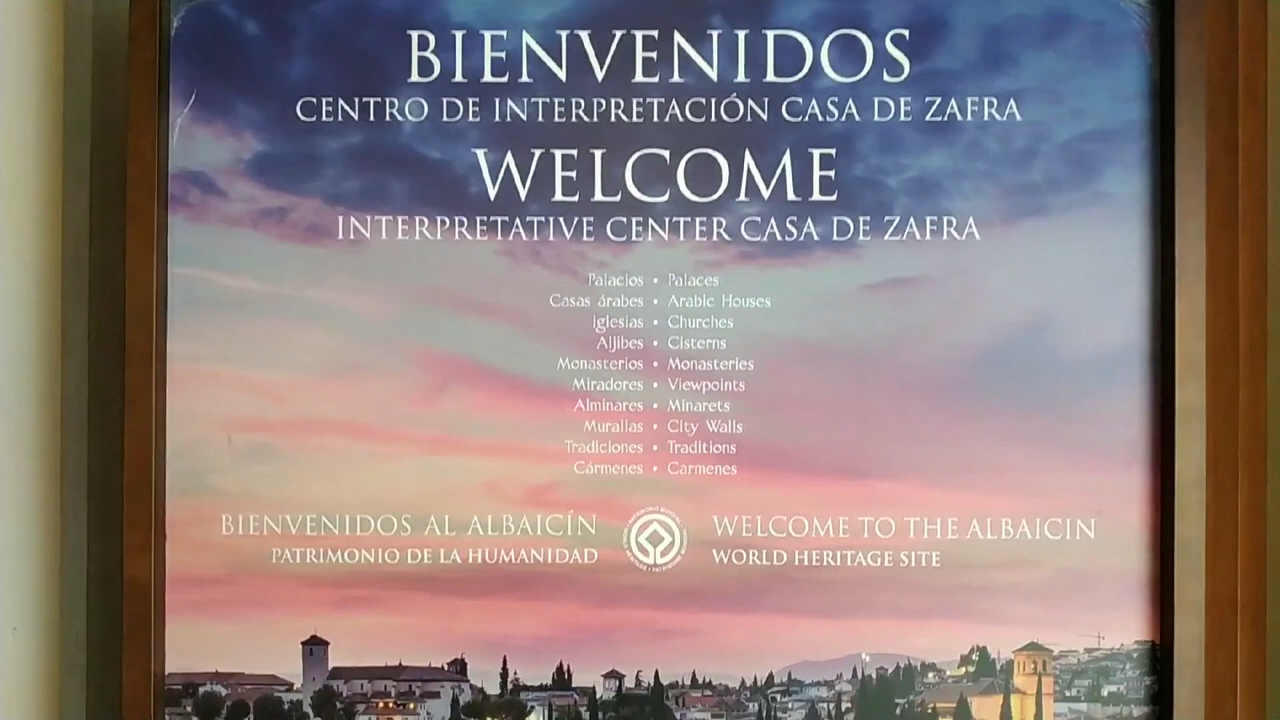 BIENVENIDOS
CENTRO DE INTERPRETACIÓN CASA DE ZAFRA
WELCOME
INTERPRETATIVE CENTER CASA DE ZAFRA
Palacios • Palaces
Casas árabes • Arabic Houses
Iglesias • Churches
Aljibes • Cisterns
Monasterios • Monasteries
Miradores • Viewpoints
Alminares • Minarets
Murallas • City Walls
Tradiciones • Traditions
Cármenes • Carmenes
BIENVENIDOS AL ALBAICÍN
PATRIMONIO DE LA HUMANIDAD
WELCOME TO THE ALBAICIN
WORLD HERITAGE SITE